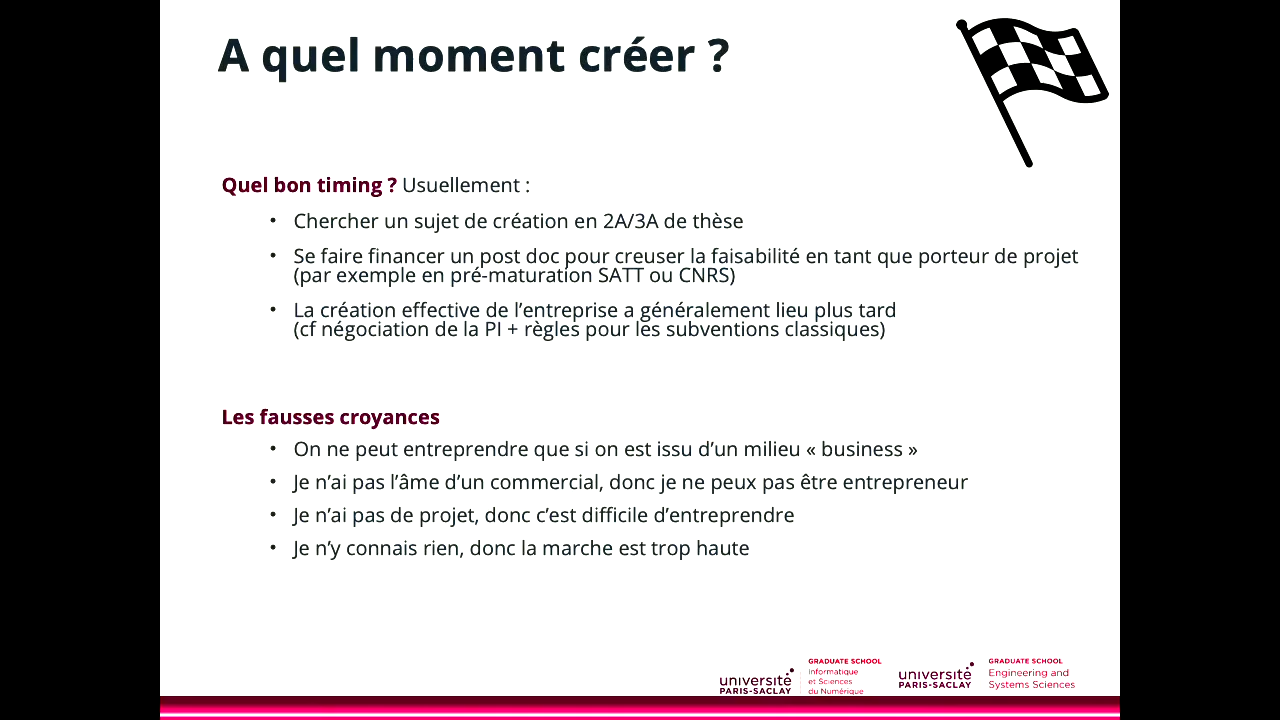 A quel moment créer ?
Quel bon timing ? Usuellement :
• Chercher un sujet de création en 2A/3A de thèse
• Se faire financer un post doc pour creuser la faisabilité en tant que porteur de projet
(par exemple en pré-maturation SATT ou CNRS)
• La création effective de l’entreprise a généralement lieu plus tard
(cf négociation de la PI + règles pour les subventions classiques)
Les fausses croyances
• On ne peut entreprendre que si on est issu d’un milieu « business »
• Je n’ai pas l’âme d’un commercial, donc je ne peux pas être entrepreneur
• Je n’ai pas de projet, donc c’est difficile d’entreprendre
• Je n’y connais rien, donc la marche est trop haute
université
PARIS-SACLAY
GRADUATE SCHOOL
Informatique
et Sciences
du Numérique
université
PARIS-SACLAY
GRADUATE SCHOOL
Engineering and
Systems Sciences